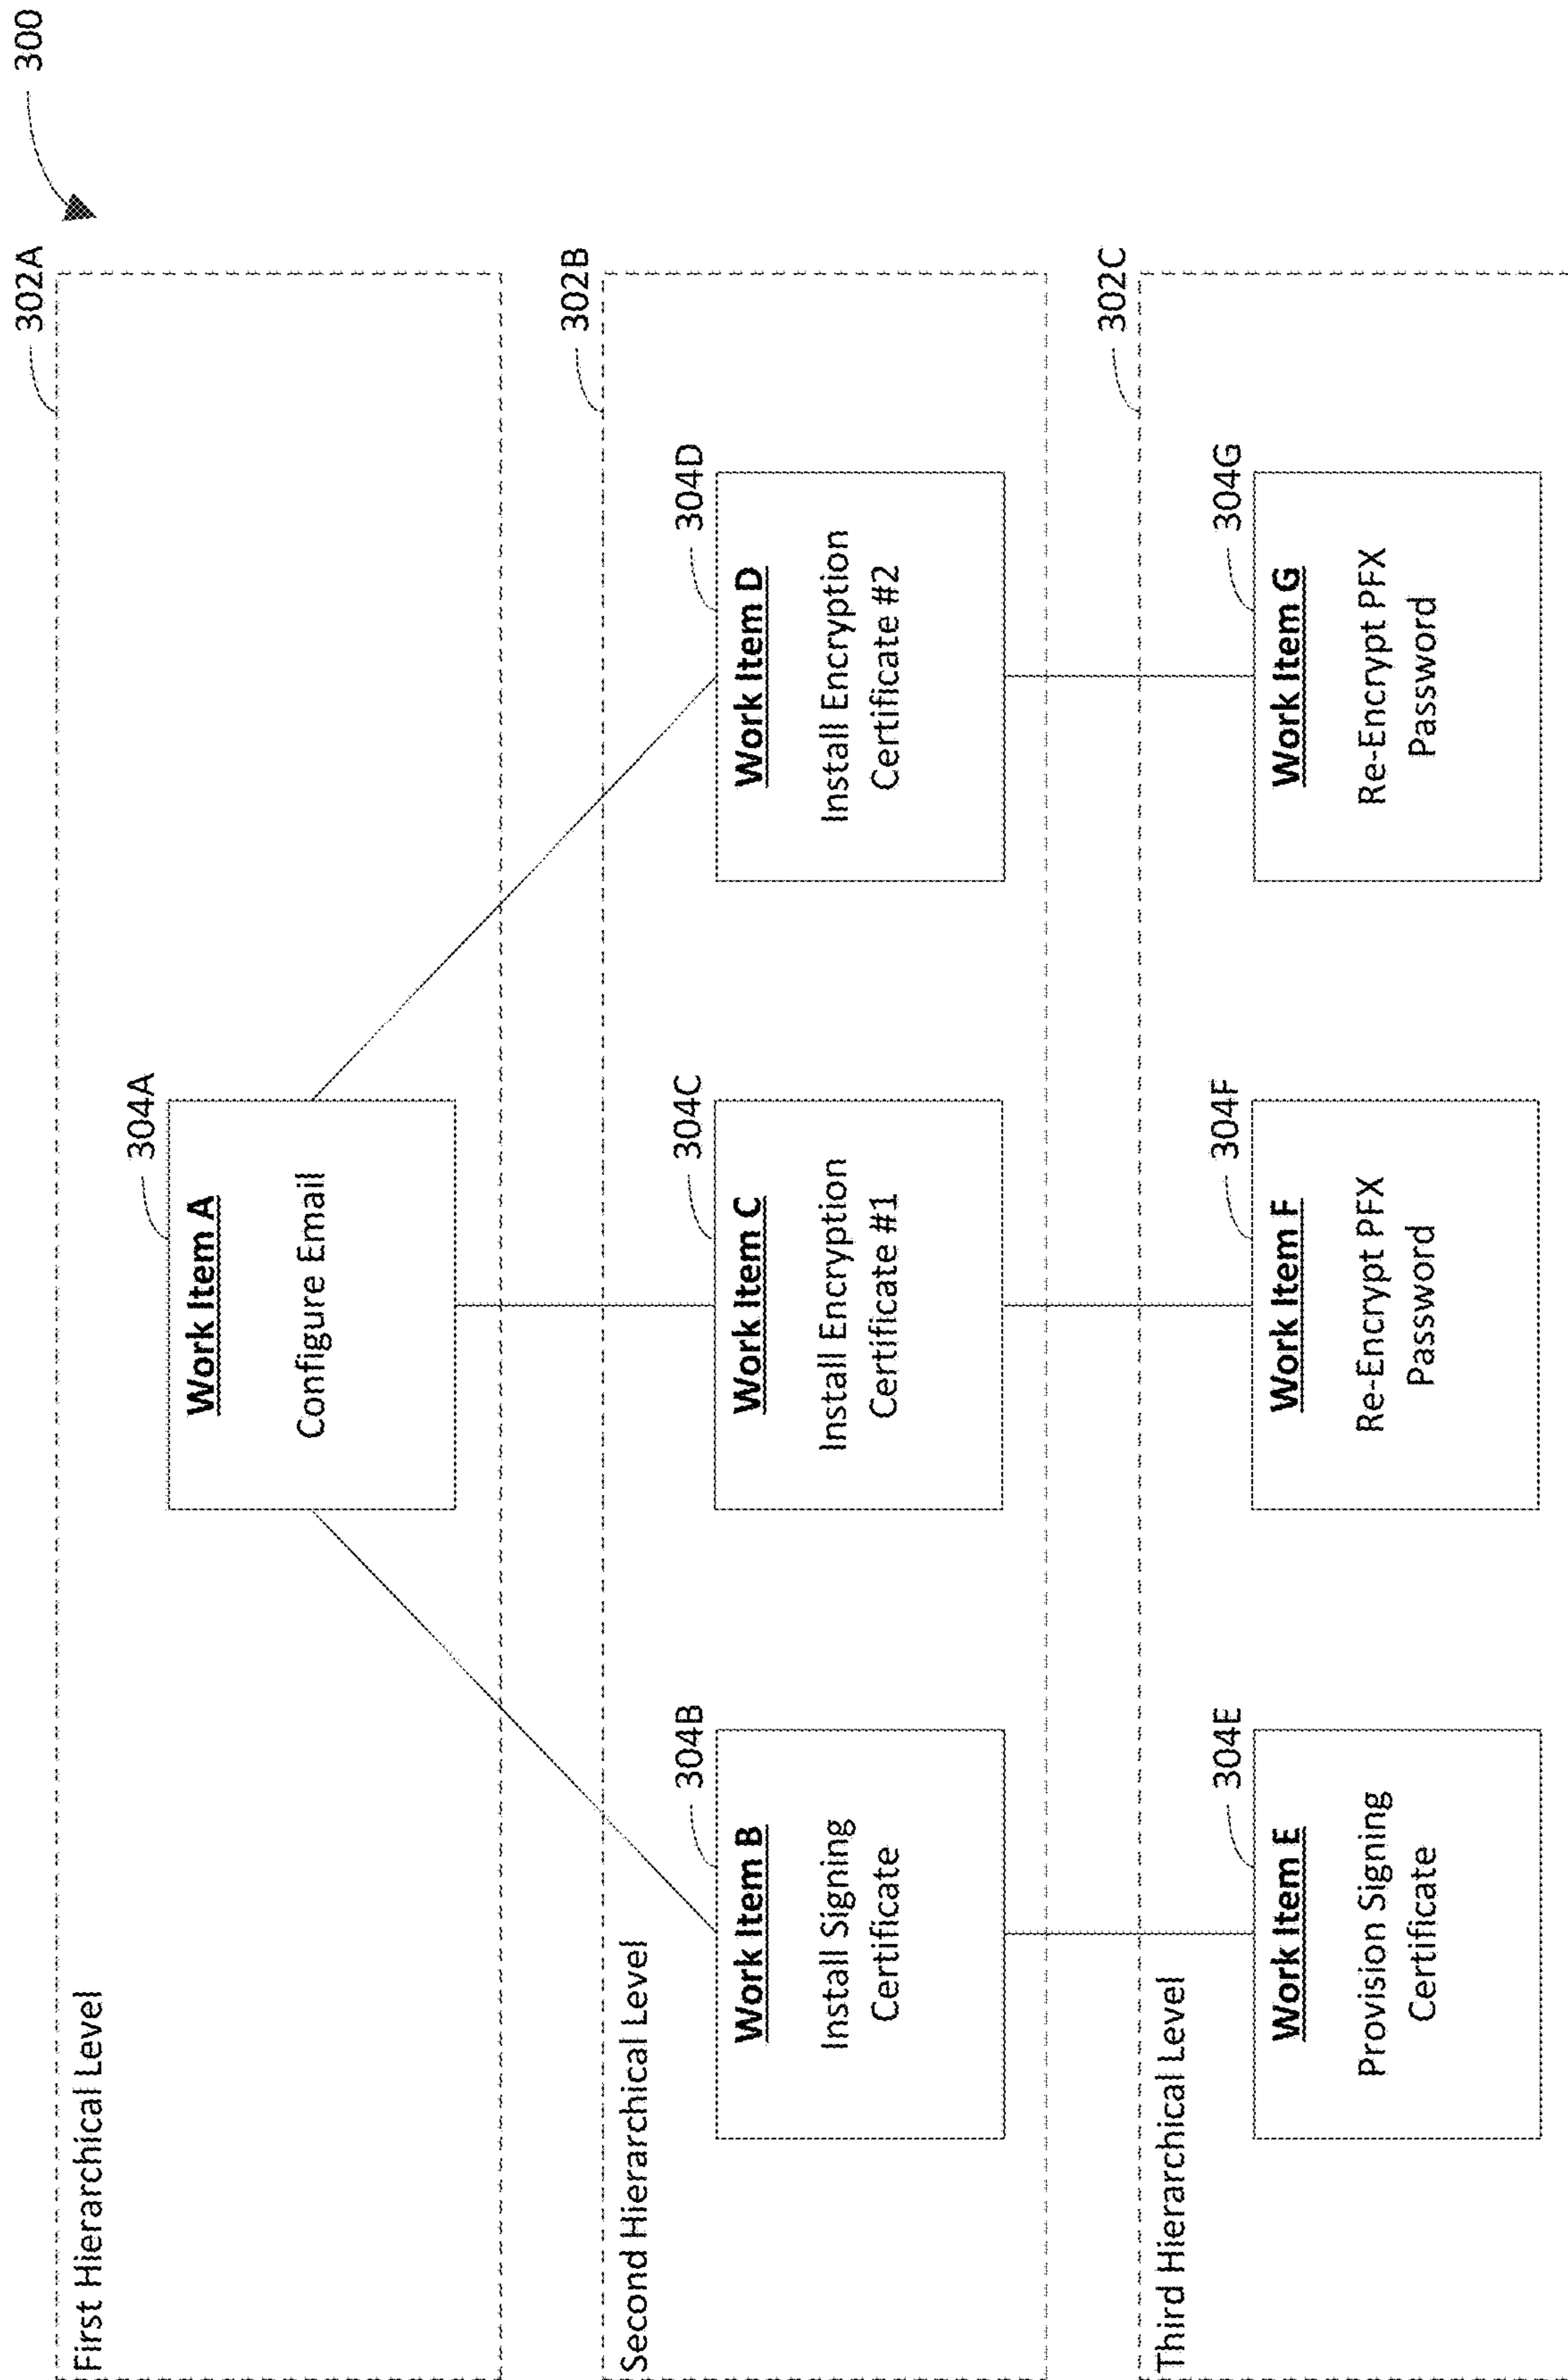 300
302A
First Hierarchical Level
304A
Work Item A
Configure Email
302B
Second Hierarchical Level
304B
Work Item B
Install Signing
Certificate
304C
Work Item C
Install Encryption
Certificate #1
304D
Work Item D
Install Encryption
Certificate #2
302C
Third Hierarchical Level
304E
Work Item E
Provision Signing
Certificate
304F
Work Item F
Re-Encrypt PFX
Password
304G
Work Item G
Re-Encrypt PFX
Password